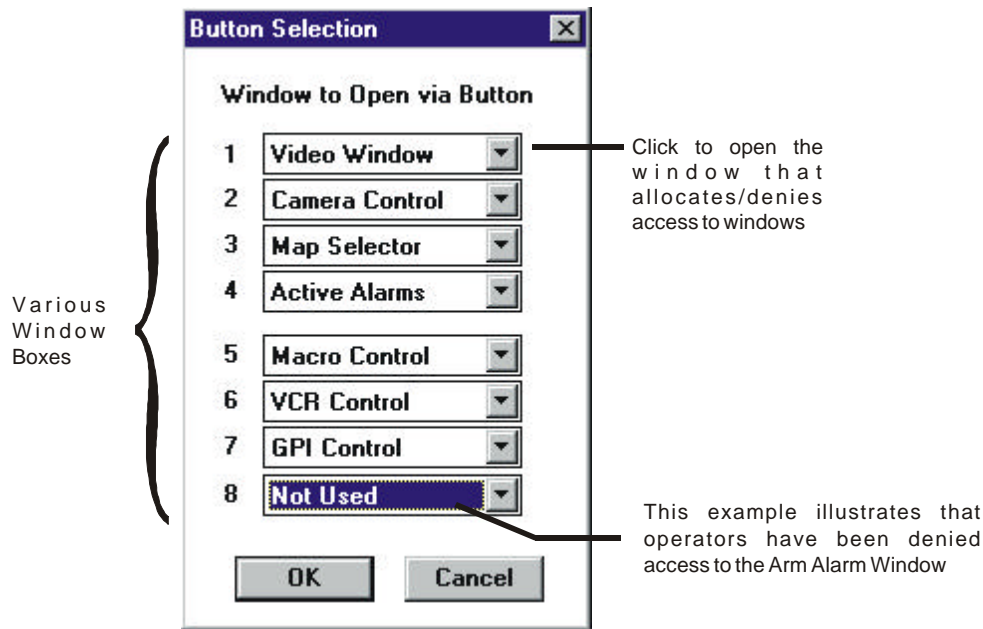 Button Selection
Window to Open via Button
1 Video Window
2 Camera Control
3 Map Selector
4 Active Alarms
5 Macro Control
6 VCR Control
7 GPI Control
8 Not Used
OK Cancel
Various
Window
Boxes
Click to open the
window that
allocates/denies
access to windows
This example illustrates that
operators have been denied
access to the Arm Alarm Window